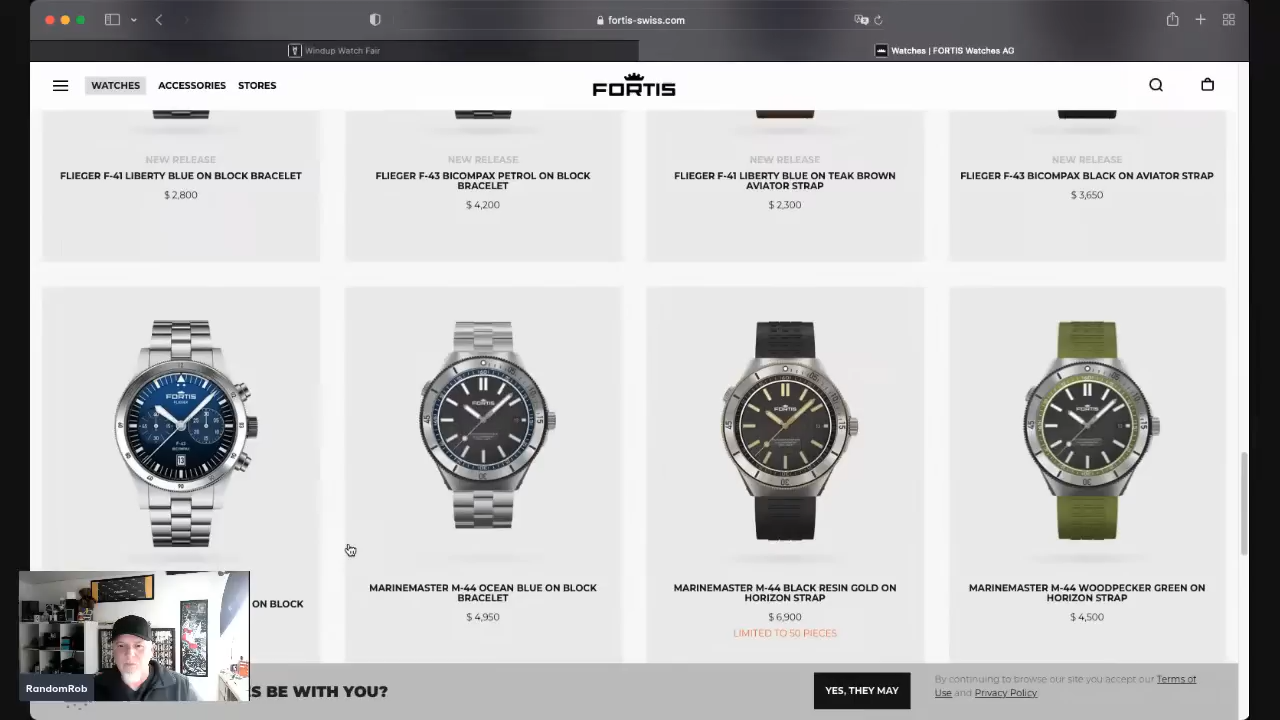 fortis-swiss.com
Windup Watch Fair
Watches | FORTIS Watches AG
WATCHES
ACCESSORIES
STORES
FORTIS
NEW RELEASE
FLIEGER F-41 LIBERTY BLUE ON BLOCK BRACELET
$ 2,800
NEW RELEASE
FLIEGER F-43 BICOMPAX PETROL ON BLOCK
BRACELET
$ 4,200
NEW RELEASE
FLIEGER F-41 LIBERTY BLUE ON TEAK BROWN
AVIATOR STRAP
$ 2,300
NEW RELEASE
FLIEGER F-43 BICOMPAX BLACK ON AVIATOR STRAP
$ 3,650
FORTIS
FORTIS
FORTIS
FORTIS
ON BLOCK
MARINEMASTER M-44 OCEAN BLUE ON BLOCK
BRACELET
$ 4,950
MARINEMASTER M-44 BLACK RESIN GOLD ON
HORIZON STRAP
$ 6,900
LIMITED TO 50 PIECES
MARINEMASTER M-44 WOODPECKER GREEN ON
HORIZON STRAP
$ 4,500
RandomRob
S BE WITH YOU?
YES, THEY MAY
By continuing to browse our site you accept our Terms of
Use and Privacy Policy.